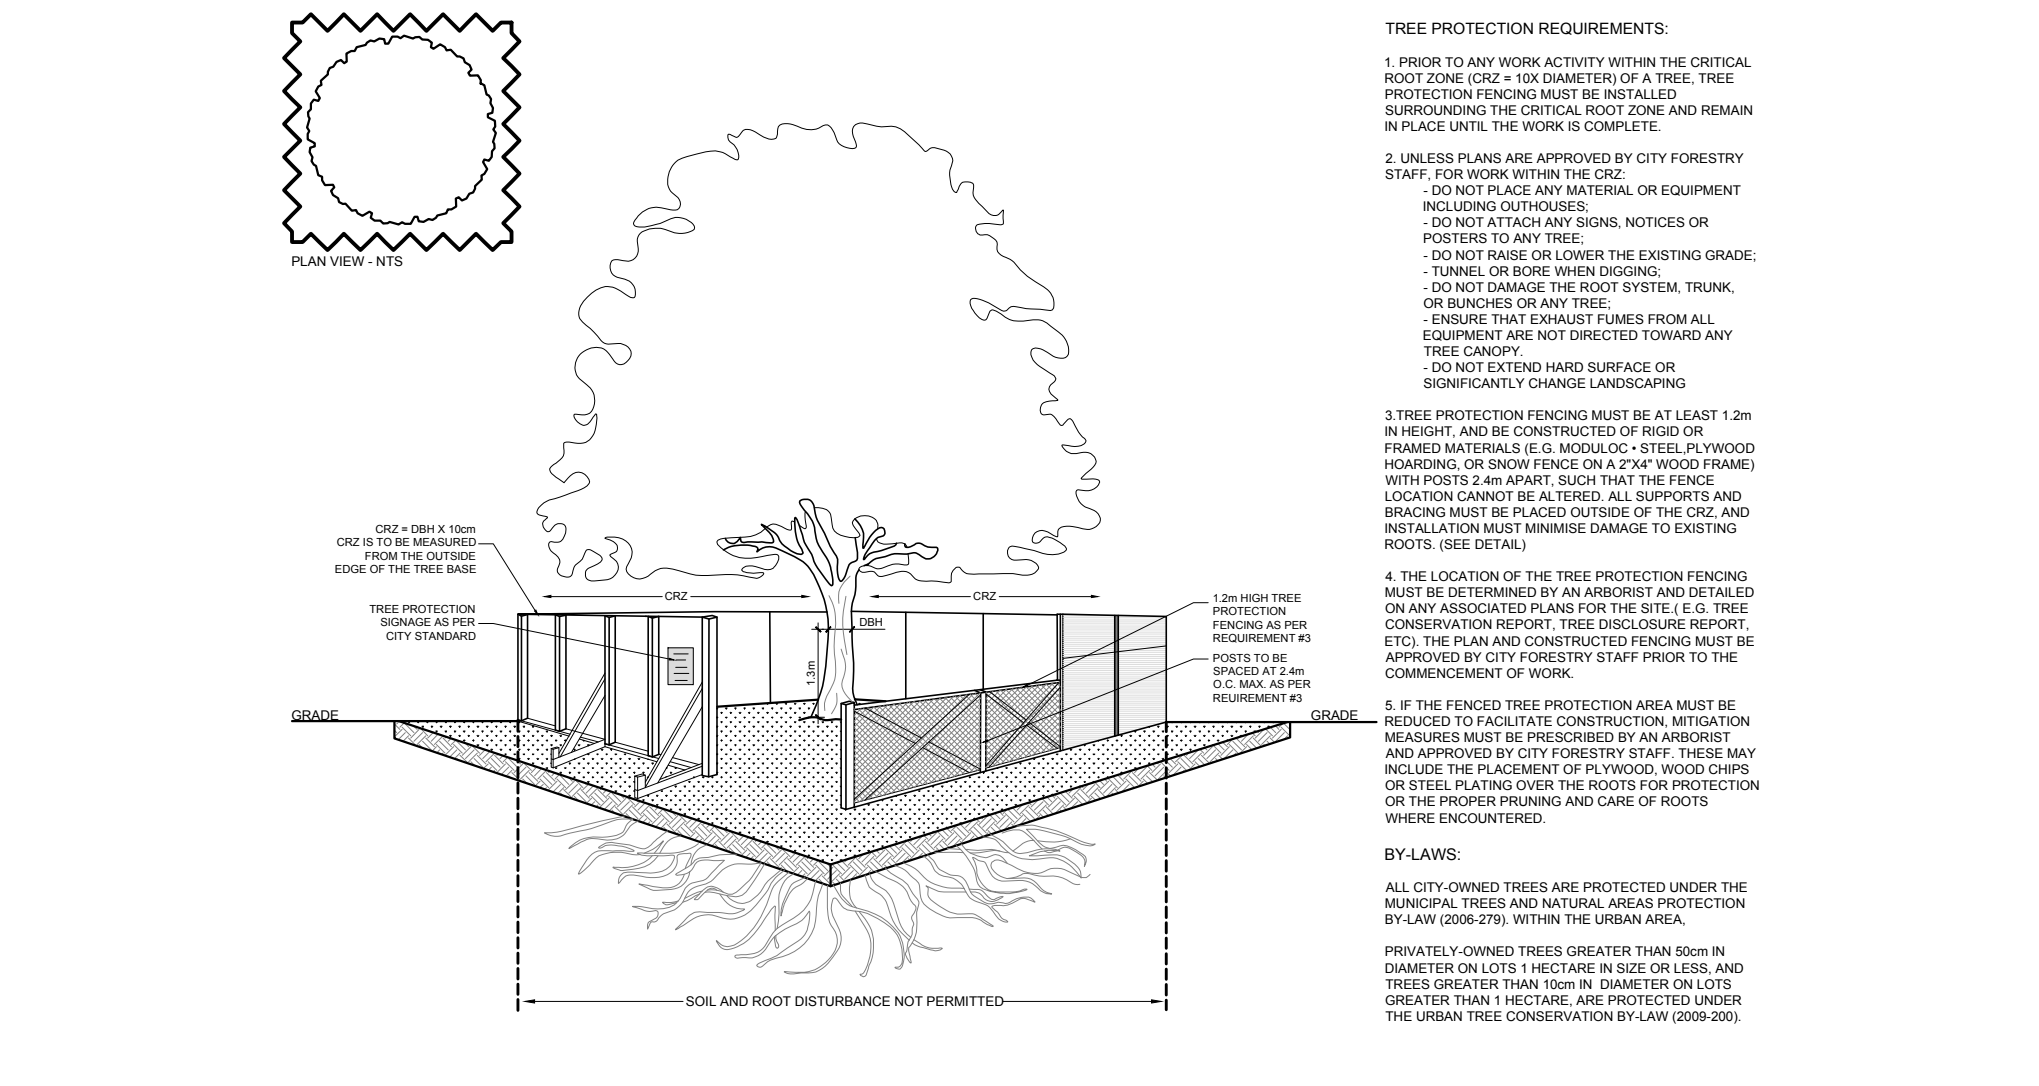 PLAN VIEW - NTS
CRZ = DBH X 10cm
CRZ IS TO BE MEASURED
FROM THE OUTSIDE
EDGE OF THE TREE BASE
TREE PROTECTION
SIGNAGE AS PER
CITY STANDARD
GRADE
CRZ
CRZ
DBH
1.3m
1.2m HIGH TREE
PROTECTION
FENCING AS PER
REQUIREMENT #3
POSTS TO BE
SPACED AT 2.4m
O.C. MAX. AS PER
REUIREMENT #3
GRADE
SOIL AND ROOT DISTURBANCE NOT PERMITTED
TREE PROTECTION REQUIREMENTS:
1. PRIOR TO ANY WORK ACTIVITY WITHIN THE CRITICAL
ROOT ZONE (CRZ = 10X DIAMETER) OF A TREE, TREE
PROTECTION FENCING MUST BE INSTALLED
SURROUNDING THE CRITICAL ROOT ZONE AND REMAIN
IN PLACE UNTIL THE WORK IS COMPLETE.
2. UNLESS PLANS ARE APPROVED BY CITY FORESTRY
STAFF, FOR WORK WITHIN THE CRZ:
- DO NOT PLACE ANY MATERIAL OR EQUIPMENT
INCLUDING OUTHOUSES;
- DO NOT ATTACH ANY SIGNS, NOTICES OR
POSTERS TO ANY TREE;
- DO NOT RAISE OR LOWER THE EXISTING GRADE;
- TUNNEL OR BORE WHEN DIGGING;
- DO NOT DAMAGE THE ROOT SYSTEM, TRUNK,
OR BUNCHES OR ANY TREE;
- ENSURE THAT EXHAUST FUMES FROM ALL
EQUIPMENT ARE NOT DIRECTED TOWARD ANY
TREE CANOPY.
- DO NOT EXTEND HARD SURFACE OR
SIGNIFICANTLY CHANGE LANDSCAPING
3.TREE PROTECTION FENCING MUST BE AT LEAST 1.2m
IN HEIGHT, AND BE CONSTRUCTED OF RIGID OR
FRAMED MATERIALS (E.G. MODULOC • STEEL,PLYWOOD
HOARDING, OR SNOW FENCE ON A 2"X4" WOOD FRAME)
WITH POSTS 2.4m APART, SUCH THAT THE FENCE
LOCATION CANNOT BE ALTERED. ALL SUPPORTS AND
BRACING MUST BE PLACED OUTSIDE OF THE CRZ, AND
INSTALLATION MUST MINIMISE DAMAGE TO EXISTING
ROOTS. (SEE DETAIL)
4. THE LOCATION OF THE TREE PROTECTION FENCING
MUST BE DETERMINED BY AN ARBORIST AND DETAILED
ON ANY ASSOCIATED PLANS FOR THE SITE.( E.G. TREE
CONSERVATION REPORT, TREE DISCLOSURE REPORT,
ETC). THE PLAN AND CONSTRUCTED FENCING MUST BE
APPROVED BY CITY FORESTRY STAFF PRIOR TO THE
COMMENCEMENT OF WORK.
5. IF THE FENCED TREE PROTECTION AREA MUST BE
REDUCED TO FACILITATE CONSTRUCTION, MITIGATION
MEASURES MUST BE PRESCRIBED BY AN ARBORIST
AND APPROVED BY CITY FORESTRY STAFF. THESE MAY
INCLUDE THE PLACEMENT OF PLYWOOD, WOOD CHIPS
OR STEEL PLATING OVER THE ROOTS FOR PROTECTION
OR THE PROPER PRUNING AND CARE OF ROOTS
WHERE ENCOUNTERED.
BY-LAWS:
ALL CITY-OWNED TREES ARE PROTECTED UNDER THE
MUNICIPAL TREES AND NATURAL AREAS PROTECTION
BY-LAW (2006-279). WITHIN THE URBAN AREA,
PRIVATELY-OWNED TREES GREATER THAN 50cm IN
DIAMETER ON LOTS 1 HECTARE IN SIZE OR LESS, AND
TREES GREATER THAN 10cm IN DIAMETER ON LOTS
GREATER THAN 1 HECTARE, ARE PROTECTED UNDER
THE URBAN TREE CONSERVATION BY-LAW (2009-200).